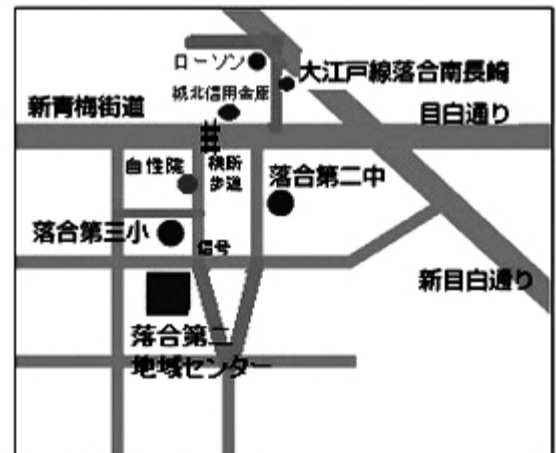 ローソン
大江戸線落合南長崎
城北信用金庫
新青梅街道
目白通り
自性院
横断
歩道
落合第二中
落合第三小
信号
新目白通り
落合第二
地域センター